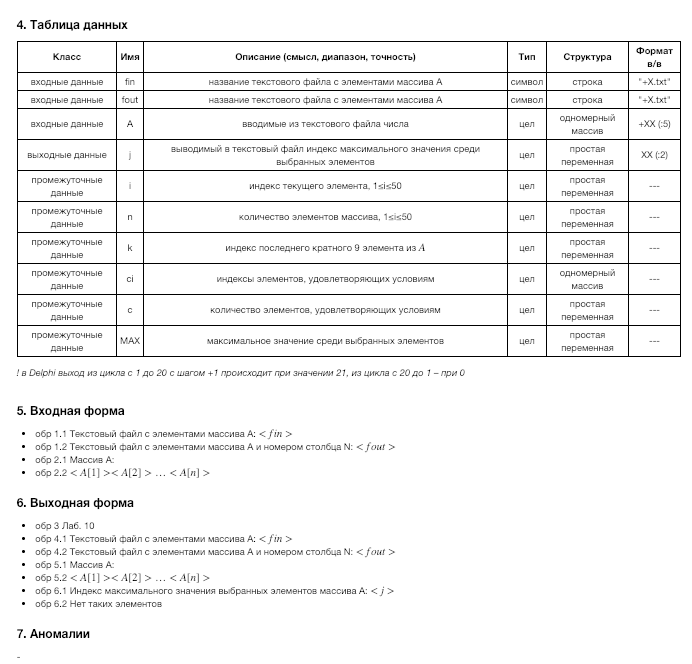 4. Таблица данных
Класс Имя Описание (смысл, диапазон, точность) Тип Структура Формат в/в
входные данные fin название текстового файла с элементами массива А символ строка "+X.txt"
входные данные fout название текстового файла с элементами массива А символ строка "+X.txt"
входные данные А вводимые из текстового файла числа цел одномерный массив +XX (:5)
выходные данные j выводимый в текстовый файл индекс максимального значения среди выбранных элементов цел простая переменная XX (:2)
промежуточные данные i индекс текущего элемента, 1≤i≤50 цел простая переменная ---
промежуточные данные n количество элементов массива, 1≤i≤50 цел простая переменная ---
промежуточные данные k индекс последнего кратного 9 элемента из A цел простая переменная ---
промежуточные данные ci индексы элементов, удовлетворяющих условиям цел одномерный массив ---
промежуточные данные c количество элементов, удовлетворяющих условиям цел простая переменная ---
промежуточные данные MAX максимальное значение среди выбранных элементов цел простая переменная ---
! в Delphi выход из цикла с 1 до 20 с шагом +1 происходит при значении 21, из цикла с 20 до 1 – при 0
5. Входная форма
• обр 1.1 Текстовый файл с элементами массива А: < fin >
• обр 1.2 Текстовый файл с элементами массива А и номером столбца N: < fout >
• обр 2.1 Массив А:
• обр 2.2 < A[1] >< A[2] > … < A[n] >
6. Выходная форма
• обр 3 Лаб. 10
• обр 4.1 Текстовый файл с элементами массива А: < fin >
• обр 4.2 Текстовый файл с элементами массива А и номером столбца N: < fout >
• обр 5.1 Массив А:
• обр 5.2 < A[1] >< A[2] > … < A[n] >
• обр 6.1 Индекс максимального значения выбранных элементов массива А: < j >
• обр 6.2 Нет таких элементов
7. Аномалии
-